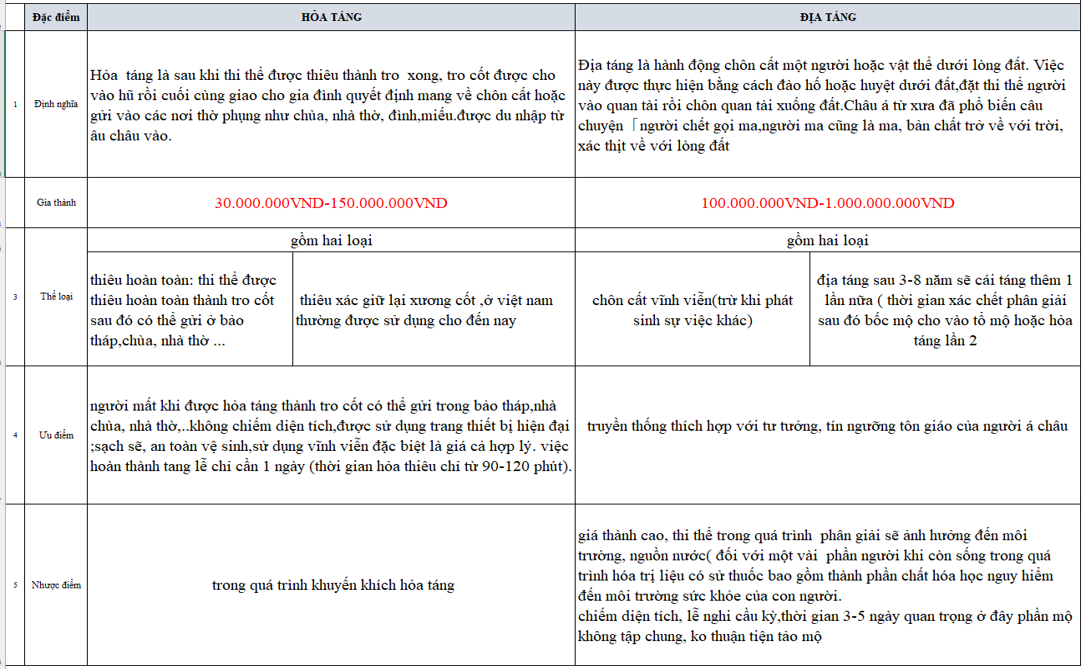 Đặc điểm HỎA TÁNG ĐỊA TÁNG
1 Định nghĩa
Hỏa táng là sau khi thi thể được thiêu thành tro xong, tro cốt được cho
vào hũ rồi cuối cùng giao cho gia đình quyết định mang về chôn cất hoặc
gửi vào các nơi thờ phụng như chùa, nhà thờ, đình,miếu.được du nhập từ
âu châu vào.
Địa táng là hành động chôn cất một người hoặc vật thể dưới lòng đất. Việc
này được thực hiện bằng cách đào hố hoặc huyệt dưới đất,đặt thi thể người
vào quan tài rồi chôn quan tài xuống đất.Châu á từ xưa đã phổ biến câu
chuyện「người chết gọi ma,người ma cũng là ma, bản chất trở về với trời,
xác thịt về với lòng đất
Gia thành 30.000.000VND-150.000.000VND 100.000.000VND-1.000.000.000VND
3 Thể loại
gồm hai loại
thiêu hoàn toàn: thi thể được
thiêu hoàn toàn thành tro cốt
sau đó có thể gửi ở bảo
tháp,chùa, nhà thờ ...
thiêu xác giữ lại xương cốt ,ở việt nam
thường được sử dụng cho đến nay
gồm hai loại
chôn cất vĩnh viễn(trừ khi phát
sinh sự việc khác)
địa táng sau 3-8 năm sẽ cải táng thêm 1
lần nữa ( thời gian xác chết phân giải
sau đó bốc mộ cho vào tổ mộ hoặc hỏa
táng lần 2
4 Ưu điểm
người mất khi được hỏa táng thành tro cốt có thể gửi trong bảo tháp,nhà
chùa, nhà thờ,..không chiếm diện tích,được sử dụng trang thiết bị hiện đại
;sạch sẽ, an toàn vệ sinh,sử dụng vĩnh viễn đặc biệt là giá cả hợp lý. việc
hoàn thành tang lễ chỉ cần 1 ngày (thời gian hỏa thiêu chỉ từ 90-120 phút).
truyền thống thích hợp với tư tưởng, tín ngưỡng tôn giáo của người á châu
5 Nhược điểm
trong quá trình khuyến khích hỏa táng
giá thành cao, thi thể trong quá trình phân giải sẽ ảnh hưởng đến môi
trường, nguồn nước( đối với một vài phần người khi còn sống trong quá
trình hóa trị liệu có sử thuốc bao gồm thành phần chất hóa học nguy hiểm
đến môi trường sức khỏe của con người.
chiếm diện tích, lễ nghi cầu kỳ,thời gian 3-5 ngày quan trọng ở đây phần mộ
không tập chung, ko thuận tiện tảo mộ